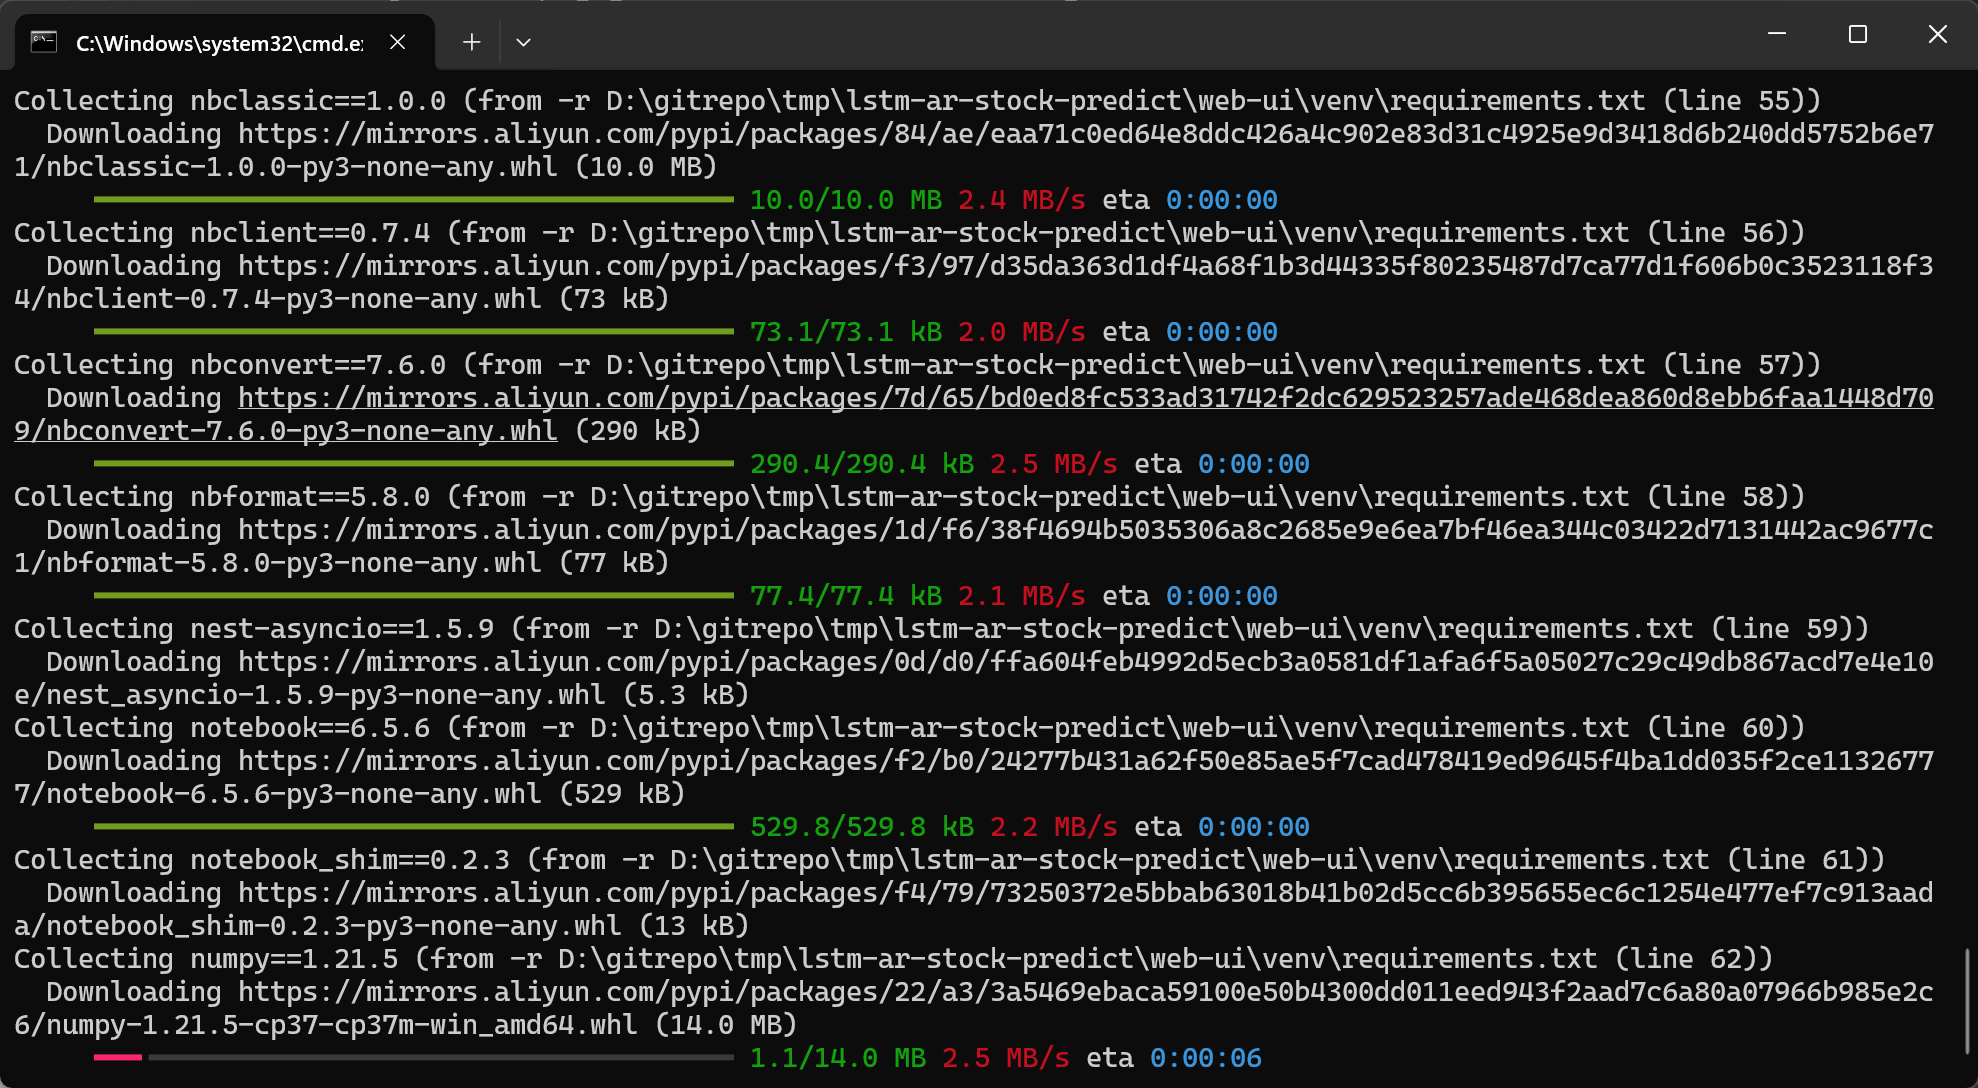 C:\Windows\system32\cmd.e
Collecting nbclassic==1.0.0 (from -r D:\gitrepo\tmp\lstm-ar-stock-predict\web-ui\venv\requirements.txt (line 55))
Downloading https://mirrors.aliyun.com/pypi/packages/84/ae/eaa71c0ed64e8ddc426a4c902e83d31c4925e9d3418d6b240dd5752b6e7
1/nbclassic-1.0.0-py3-none-any.whl (10.0 MB)
10.0/10.0 MB 2.4 MB/s eta 0:00:00
Collecting nbclient==0.7.4 (from -r D:\gitrepo\tmp\lstm-ar-stock-predict\web-ui\venv\requirements.txt (line 56))
Downloading https://mirrors.aliyun.com/pypi/packages/f3/97/d35da363d1df4a68f1b3d44335f80235487d7ca77d1f606b0c3523118f3
4/nbclient-0.7.4-py3-none-any.whl (73 kB)
73.1/73.1 kB 2.0 MB/s eta 0:00:00
Collecting nbconvert==7.6.0 (from -r D:\gitrepo\tmp\lstm-ar-stock-predict\web-ui\venv\requirements.txt (line 57))
Downloading https://mirrors.aliyun.com/pypi/packages/7d/65/bd0ed8fc533ad31742f2dc629523257ade468dea860d8ebb6faa1448d70
9/nbconvert-7.6.0-py3-none-any.whl (290 kB)
290.4/290.4 kB 2.5 MB/s eta 0:00:00
Collecting nbformat==5.8.0 (from -r D:\gitrepo\tmp\lstm-ar-stock-predict\web-ui\venv\requirements.txt (line 58))
Downloading https://mirrors.aliyun.com/pypi/packages/1d/f6/38f4694b5035306a8c2685e9e6ea7bf46ea344c03422d7131442ac9677c
1/nbformat-5.8.0-py3-none-any.whl (77 kB)
77.4/77.4 kB 2.1 MB/s eta 0:00:00
Collecting nest-asyncio==1.5.9 (from -r D:\gitrepo\tmp\lstm-ar-stock-predict\web-ui\venv\requirements.txt (line 59))
Downloading https://mirrors.aliyun.com/pypi/packages/0d/d0/ffa604feb4992d5ecb3a0581df1afa6f5a05027c29c49db867acd7e4e10
e/nest_asyncio-1.5.9-py3-none-any.whl (5.3 kB)
Collecting notebook==6.5.6 (from -r D:\gitrepo\tmp\lstm-ar-stock-predict\web-ui\venv\requirements.txt (line 60))
Downloading https://mirrors.aliyun.com/pypi/packages/f2/b0/24277b431a62f50e85ae5f7cad478419ed9645f4ba1dd035f2ce1132677
7/notebook-6.5.6-py3-none-any.whl (529 kB)
529.8/529.8 kB 2.2 MB/s eta 0:00:00
Collecting notebook_shim==0.2.3 (from -r D:\gitrepo\tmp\lstm-ar-stock-predict\web-ui\venv\requirements.txt (line 61))
Downloading https://mirrors.aliyun.com/pypi/packages/f4/79/73250372e5bbab63018b41b02d5cc6b395655ec6c1254e477ef7c913aad
a/notebook_shim-0.2.3-py3-none-any.whl (13 kB)
Collecting numpy==1.21.5 (from -r D:\gitrepo\tmp\lstm-ar-stock-predict\web-ui\venv\requirements.txt (line 62))
Downloading https://mirrors.aliyun.com/pypi/packages/22/a3/3a5469ebaca59100e50b4300dd011eed943f2aad7c6a80a07966b985e2c
6/numpy-1.21.5-cp37-cp37m-win_amd64.whl (14.0 MB)
1.1/14.0 MB 2.5 MB/s eta 0:00:06